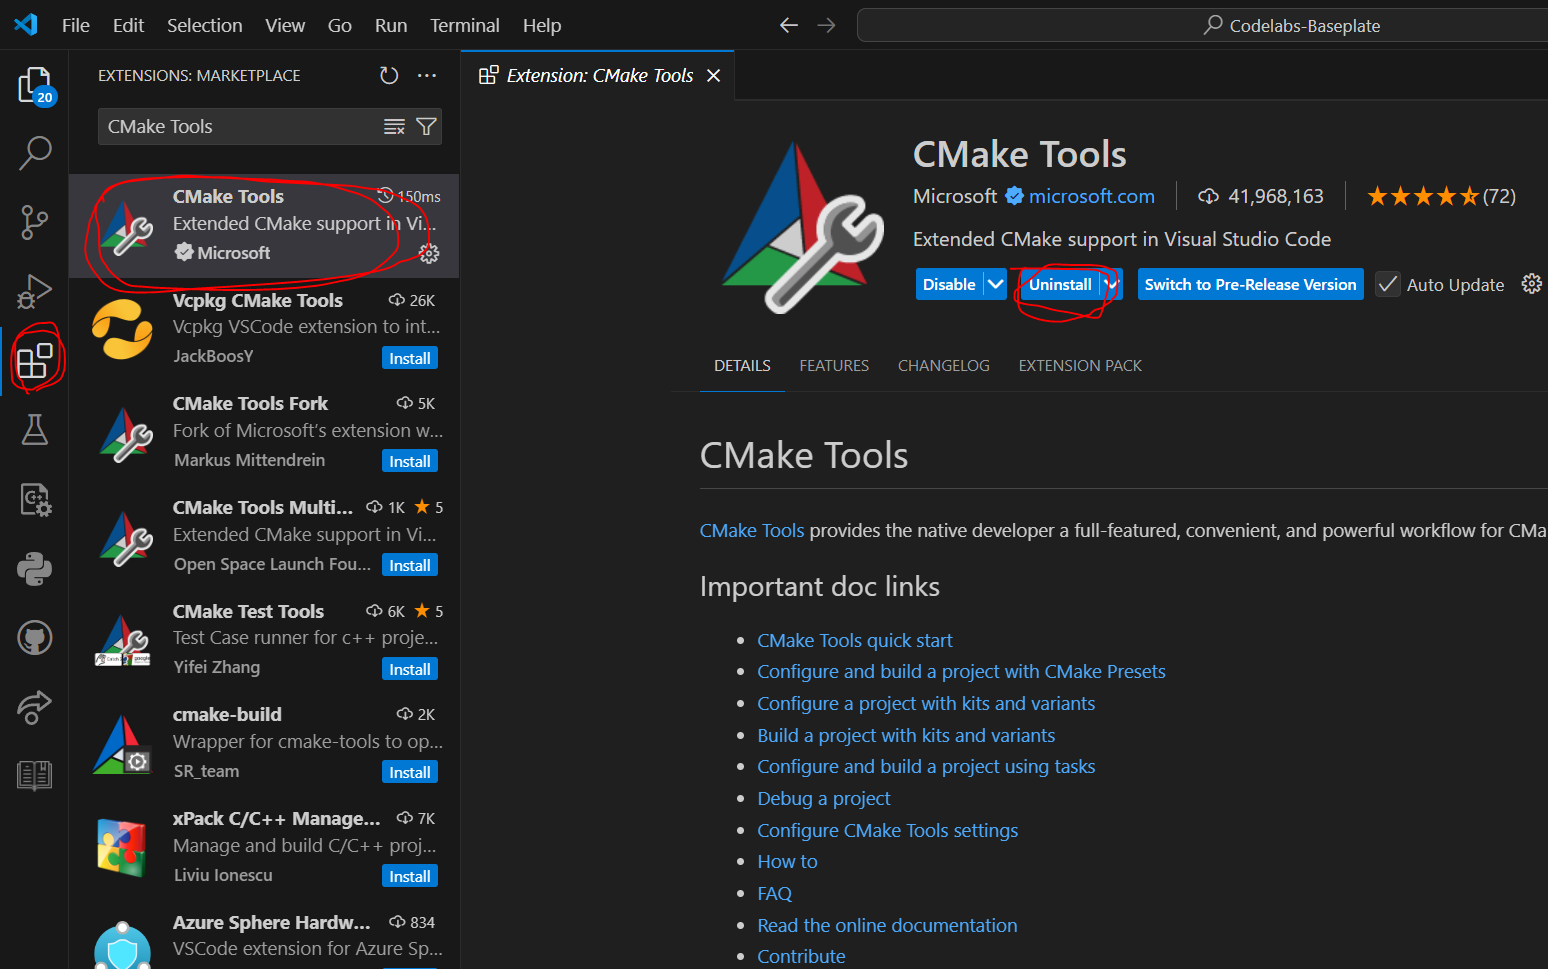 File Edit Selection View Go Run Terminal Help
Codelabs-Baseplate
20
EXTENSIONS: MARKETPLACE
CMake Tools
CMake Tools 150ms
Extended CMake support in Vi...
Microsoft
Vcpkg CMake Tools 26K
Vcpkg VSCode extension to int...
JackBoosY Install
CMake Tools Fork 5K
Fork of Microsoft's extension w...
Markus Mittendrein Install
CMake Tools Multi... 1K 5
Extended CMake support in Vi...
Open Space Launch Fou... Install
CMake Test Tools 6K 5
Test Case runner for c++ proje...
Yifei Zhang Install
cmake-build 2K
Wrapper for cmake-tools to op...
SR_team Install
xPack C/C++ Manage... 7K
Manage and build C/C++ proj...
Liviu Ionescu Install
Azure Sphere Hardw... 834
VSCode extension for Azure Sp...
Extension: CMake Tools
CMake Tools
Microsoft microsoft.com 41,968,163 (72)
Extended CMake support in Visual Studio Code
Disable Uninstall Switch to Pre-Release Version Auto Update
DETAILS FEATURES CHANGELOG EXTENSION PACK
CMake Tools
CMake Tools provides the native developer a full-featured, convenient, and powerful workflow for CMa
Important doc links
• CMake Tools quick start
• Configure and build a project with CMake Presets
• Configure a project with kits and variants
• Build a project with kits and variants
• Configure and build a project using tasks
• Debug a project
• Configure CMake Tools settings
• How to
• FAQ
• Read the online documentation
• Contribute